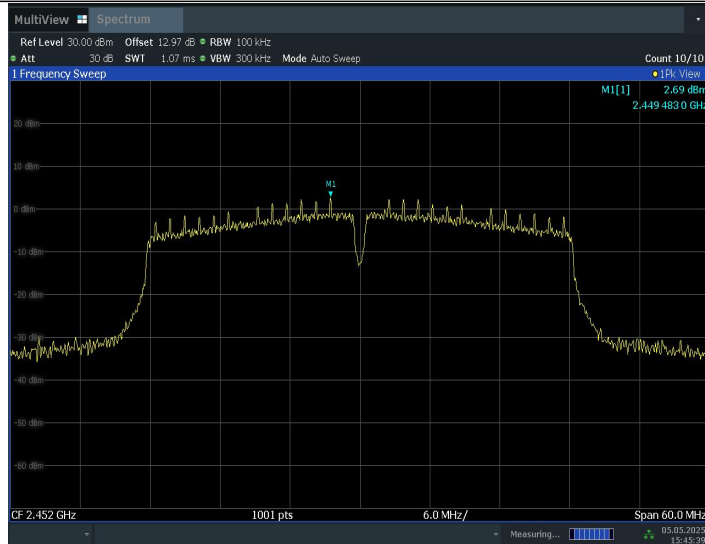 MultiView Spectrum
Ref Level 30.00 dBm Offset 12.97 dB RBW 100 kHz
Att 30 dB SWT 1.07 ms VBW 300 kHz Mode Auto Sweep Count 10/10
1 Frequency Sweep 1Pk View
M1[1] 2.69 dBm
2.449 483 0 GHz
20 dBm
10 dBm
M1
0 dBm
-10 dBm
-20 dBm
-30 dBm
-40 dBm
-50 dBm
-60 dBm
CF 2.452 GHz 1001 pts 6.0 MHz/ Span 60.0 MHz
Measuring... 05.05.2025
15:45:39